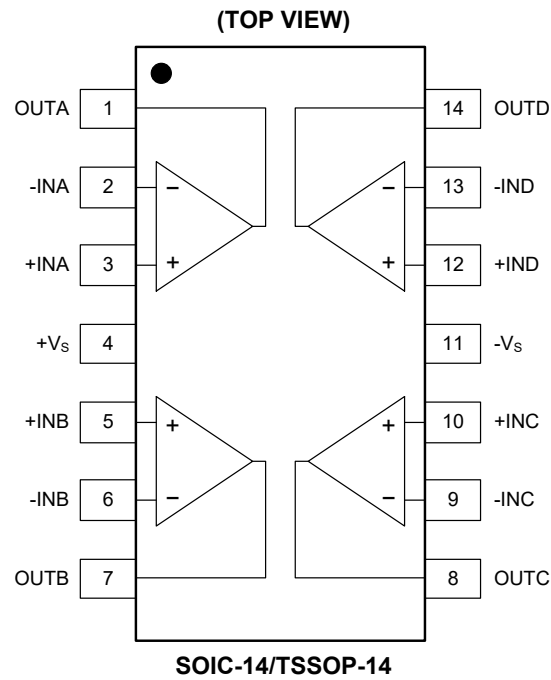 (TOP VIEW)
OUTA 1 14 OUTD
-INA 2 − − 13 -IND
+INA 3 + + 12 +IND
+VS 4 11 -VS
+INB 5 + + 10 +INC
-INB 6 − − 9 -INC
OUTB 7 8 OUTC
SOIC-14/TSSOP-14